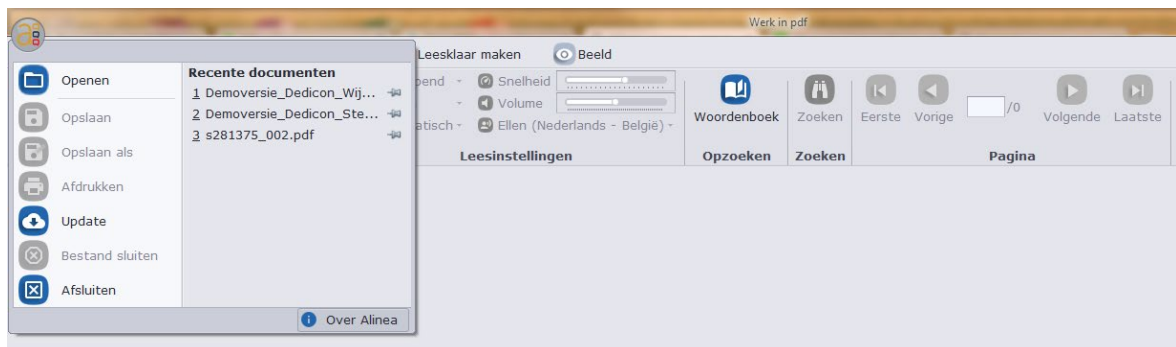 Werk in pdf
Leesklaar maken
Beeld
Openen
Opslaan
Opslaan als
Afdrukken
Update
Bestand sluiten
Afsluiten
Recente documenten
1 Demoversie_Dedicon_Wij...
2 Demoversie_Dedicon_Ste...
3 s281375_002.pdf
Over Alinea
Snelheid
Volume
Ellen (Nederlands - België)
Leesinstellingen
Woordenboek
Opzoeken
Zoeken
Zoeken
Eerste
Vorige
/0
Volgende
Laatste
Pagina